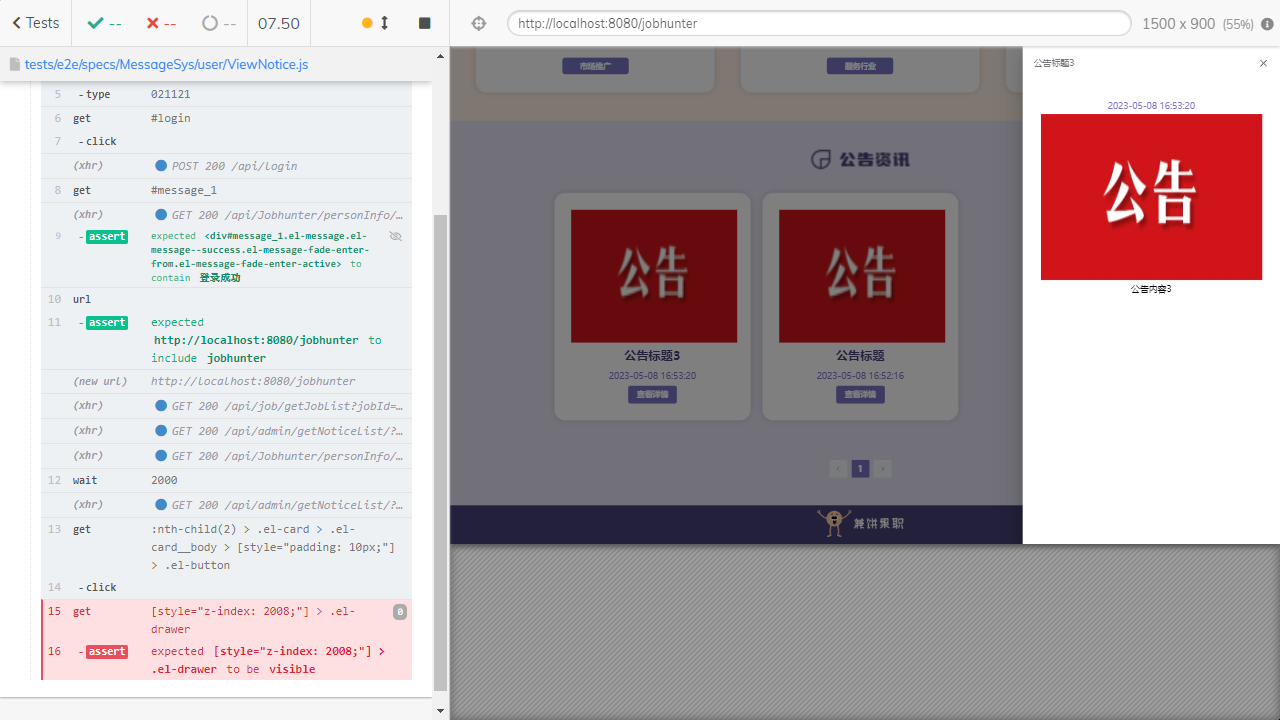 Tests
--
--
--
07.50
http://localhost:8080/jobhunter
1500 x 900 (55%)
tests/e2e/specs/MessageSys/user/ViewNotice.js
5 -type 021121
6 get #login
7 -click
(xhr) POST 200 /api/login
8 get #message_1
(xhr) GET 200 /api/Jobhunter/personInfo/…
9 -assert expected <div#message_1.el-message.el-
message--success.el-message-fade-enter-
from.el-message-fade-enter-active> to
contain 登录成功
10 url
11 -assert expected
http://localhost:8080/jobhunter to
include jobhunter
(new url) http://localhost:8080/jobhunter
(xhr) GET 200 /api/job/getJobList?jobId=…
(xhr) GET 200 /api/admin/getNoticeList/?…
(xhr) GET 200 /api/Jobhunter/personInfo/…
12 wait 2000
(xhr) GET 200 /api/admin/getNoticeList/?…
13 get :nth-child(2) > .el-card > .el-
card__body > [style="padding: 10px;"]
> .el-button
14 -click
15 get [style="z-index: 2008;"] > .el- 0
drawer
16 -assert expected [style="z-index: 2008;"] >
.el-drawer to be visible
市场推广
服务行业
公告资讯
公告
公告标题3
2023-05-08 16:53:20
查看详情
公告
公告标题
2023-05-08 16:52:16
查看详情
‹ 1 ›
兼饼果职
公告标题3
2023-05-08 16:53:20
公告
公告内容3